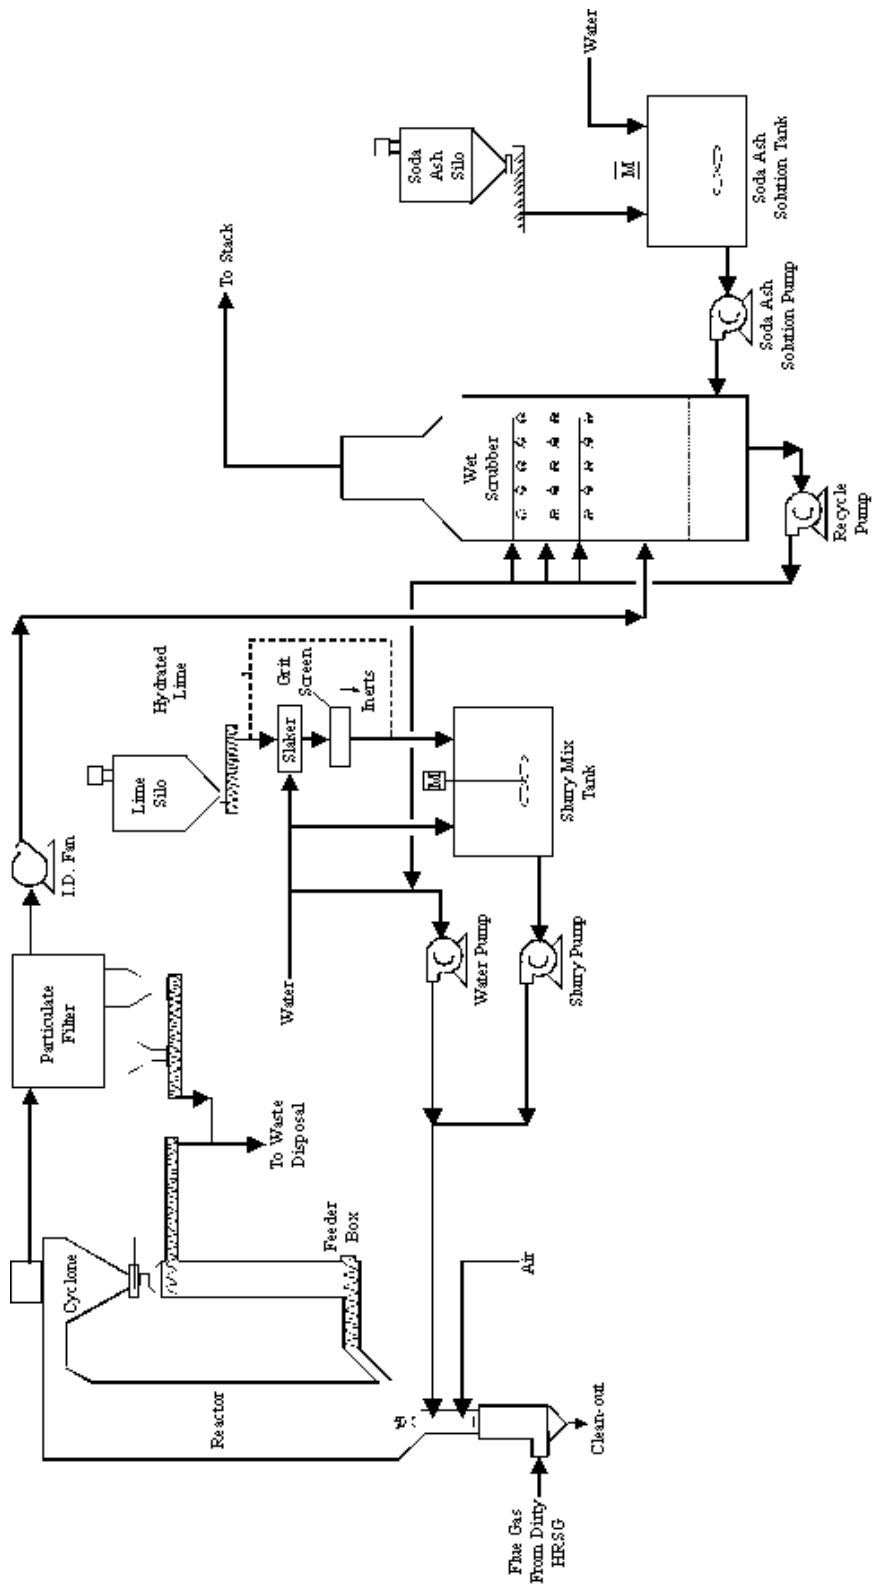 Flue Gas
From Dirty
HRSG
Clean-out
Reactor
Cyclone
Feeder
Box
Air
To Waste
Disposal
Particulate
Filter
I.D. Fan
Water
Water Pump
Slurry Pump
Lime
Silo
Hydrated
Lime
Slaker
Grit
Screen
Inerts
M
Slurry Mix
Tank
To Stack
Wet
Scrubber
Recycle
Pump
Soda
Ash
Silo
Water
M
Soda Ash
Solution Tank
Soda Ash
Solution Pump